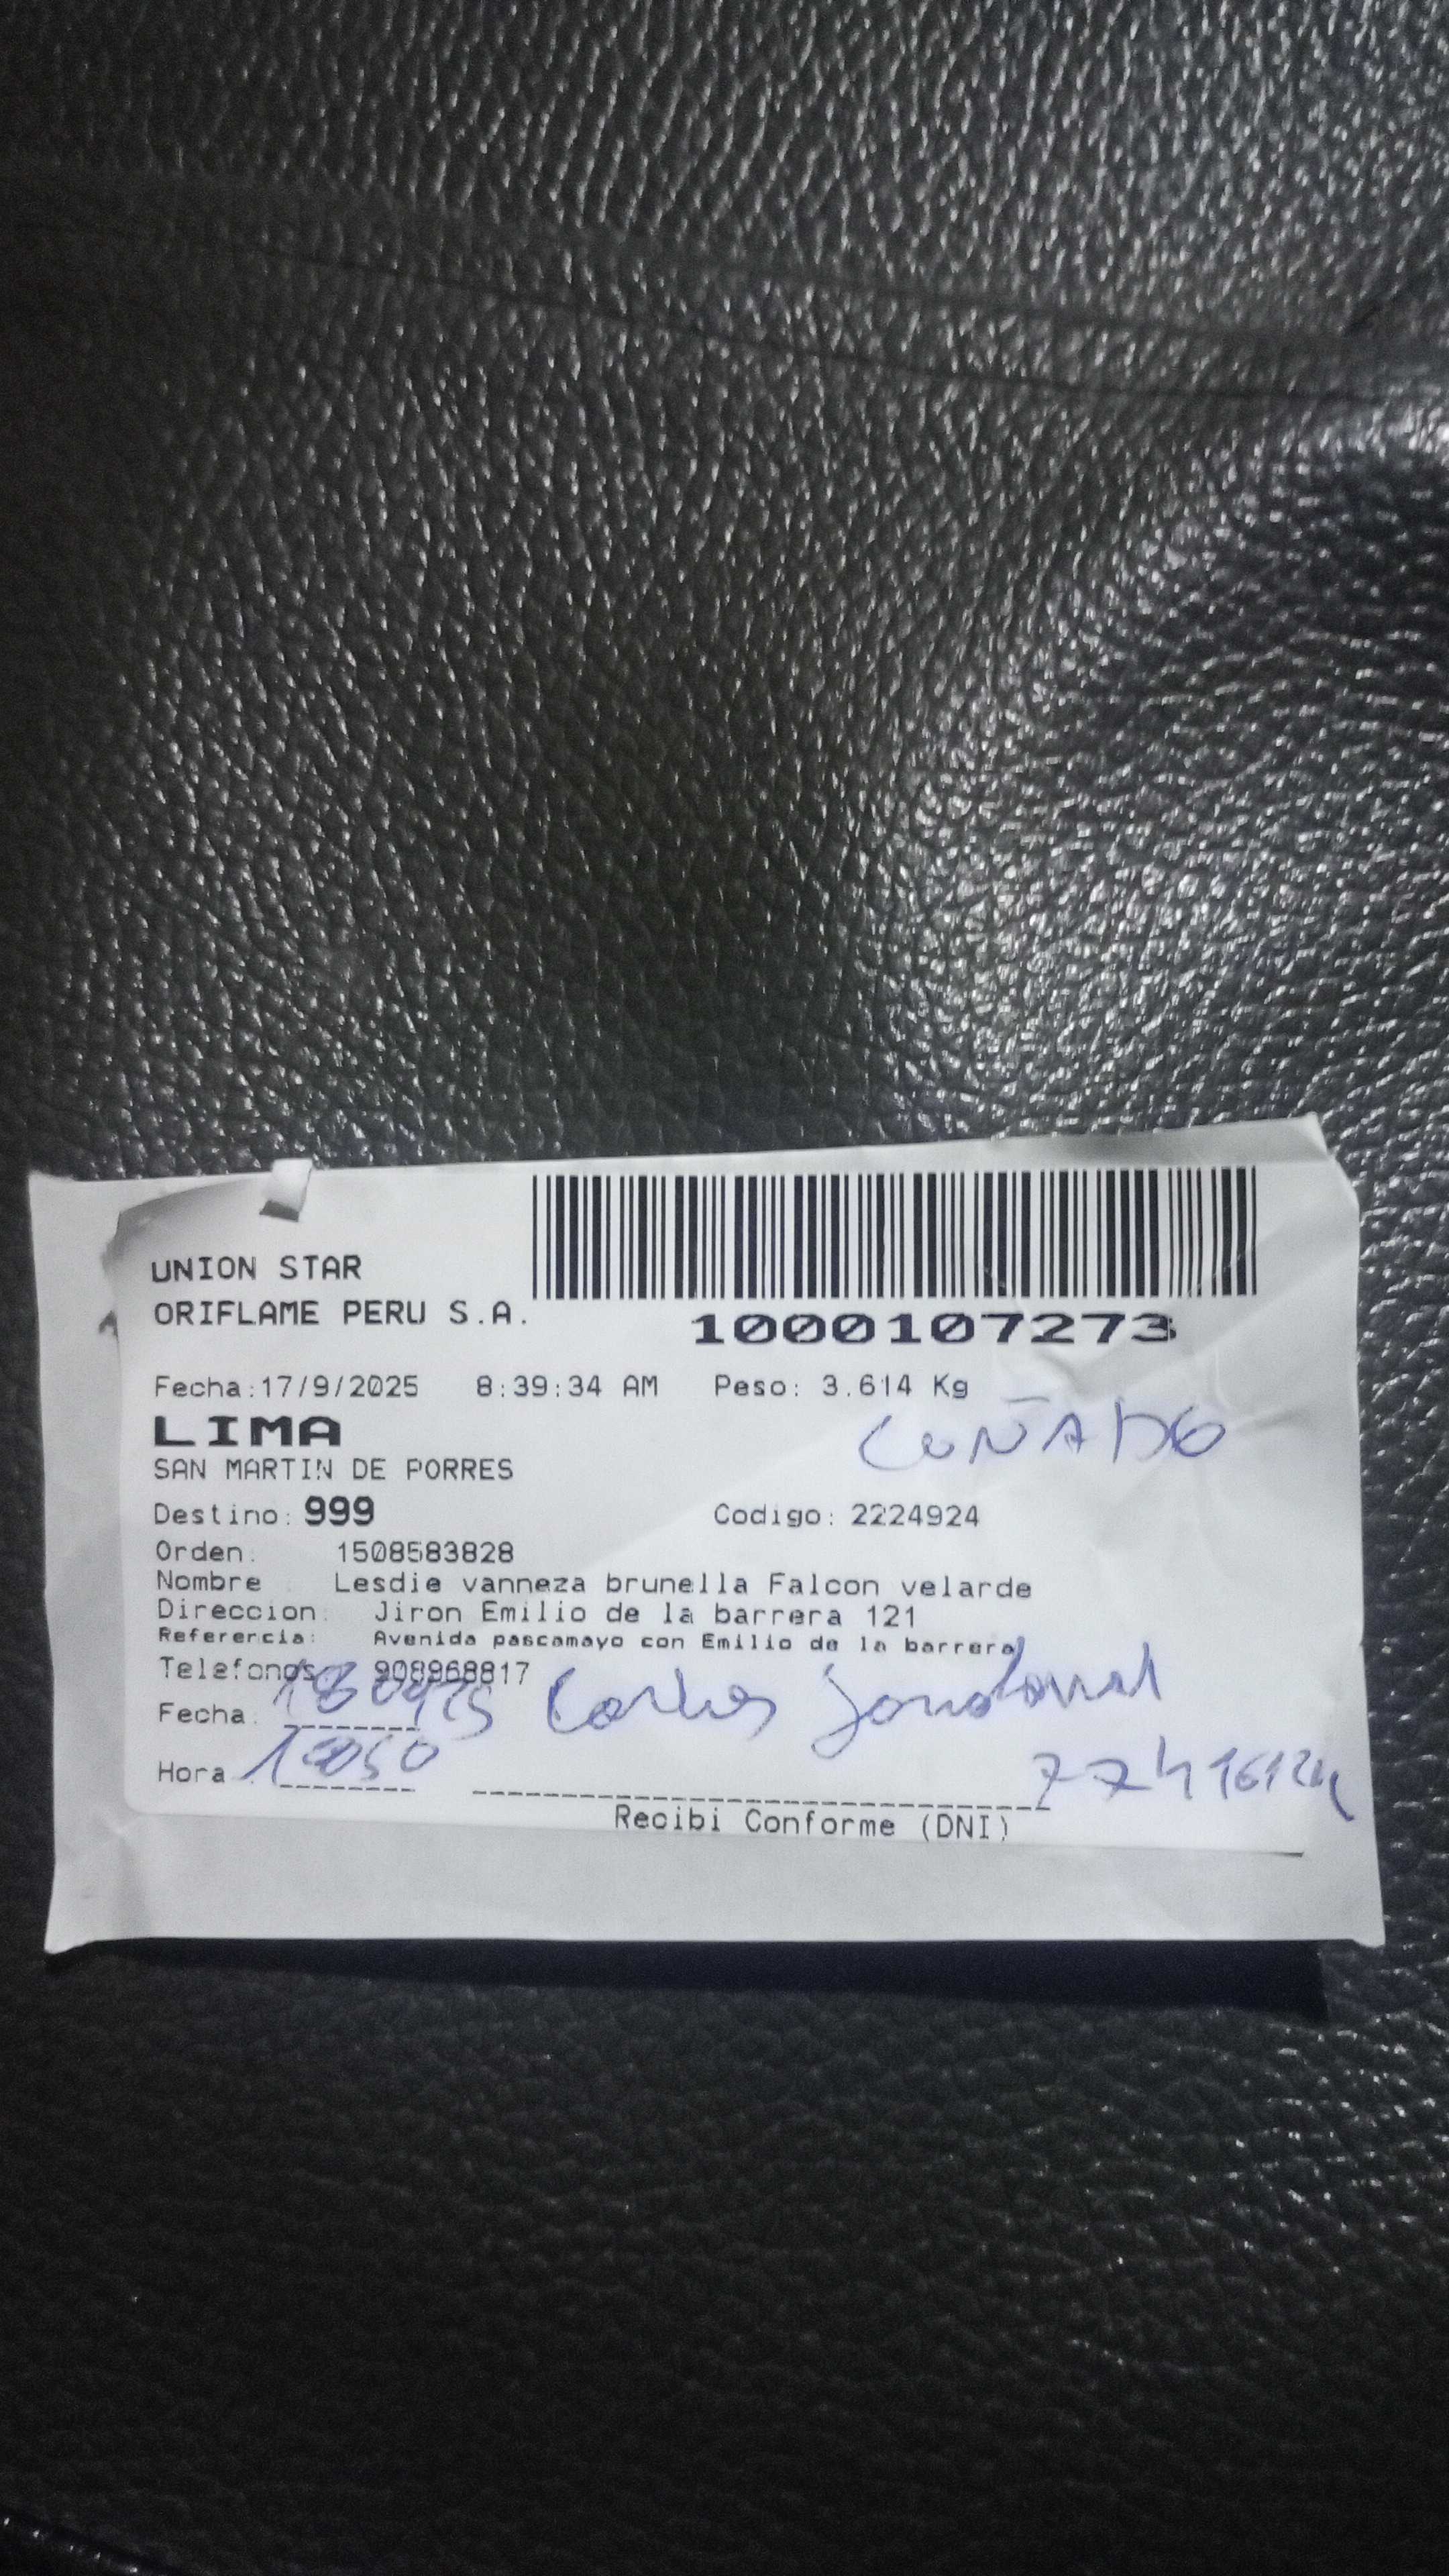 UNION STAR
ORIFLAME PERU S.A.
1000107273
Fecha:17/9/2025 8:39:34 AM Peso: 3.614 Kg
LIMA
CUÑADO
SAN MARTIN DE PORRES
Destino: 999 Codigo: 2224924
Orden: 1508583828
Nombre Lesdie vanneza brunella Falcon velarde
Direccion: Jiron Emilio de la barrera 121
Referercia: Avenida pascamayo con Emilio de la barrera
Telefonos: 908968817
Fecha: Carlos Sandoval
Hora
Recibi Conforme (DNI)